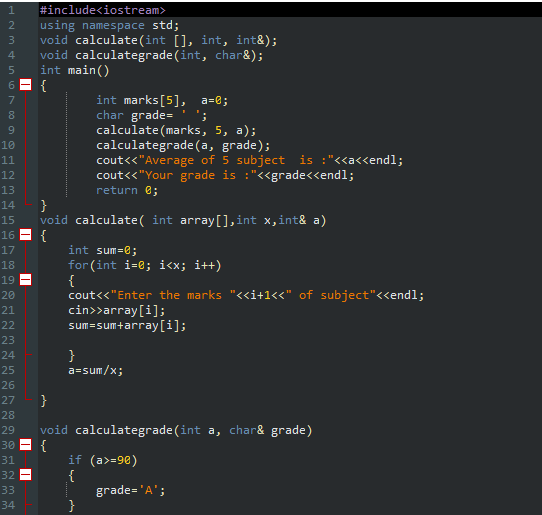 1 #include<iostream>
2 using namespace std;
3 void calculate(int [], int, int&);
4 void calculategrade(int, char&);
5 int main()
6 {
7 int marks[5],  a=0;
8 char grade= ' ';
9 calculate(marks, 5, a);
10 calculategrade(a, grade);
11 cout<<"Average of 5 subject  is :"<<a<<endl;
12 cout<<"Your grade is :"<<grade<<endl;
13 return 0;
14 }
15 void calculate( int array[],int x,int& a)
16 {
17 int sum=0;
18 for(int i=0; i<x; i++)
19 {
20 cout<<"Enter the marks "<<i+1<<" of subject"<<endl;
21 cin>>array[i];
22 sum=sum+array[i];
23
24 }
25 a=sum/x;
26
27 }
28
29 void calculategrade(int a, char& grade)
30 {
31 if (a>=90)
32 {
33 grade='A';
34 }